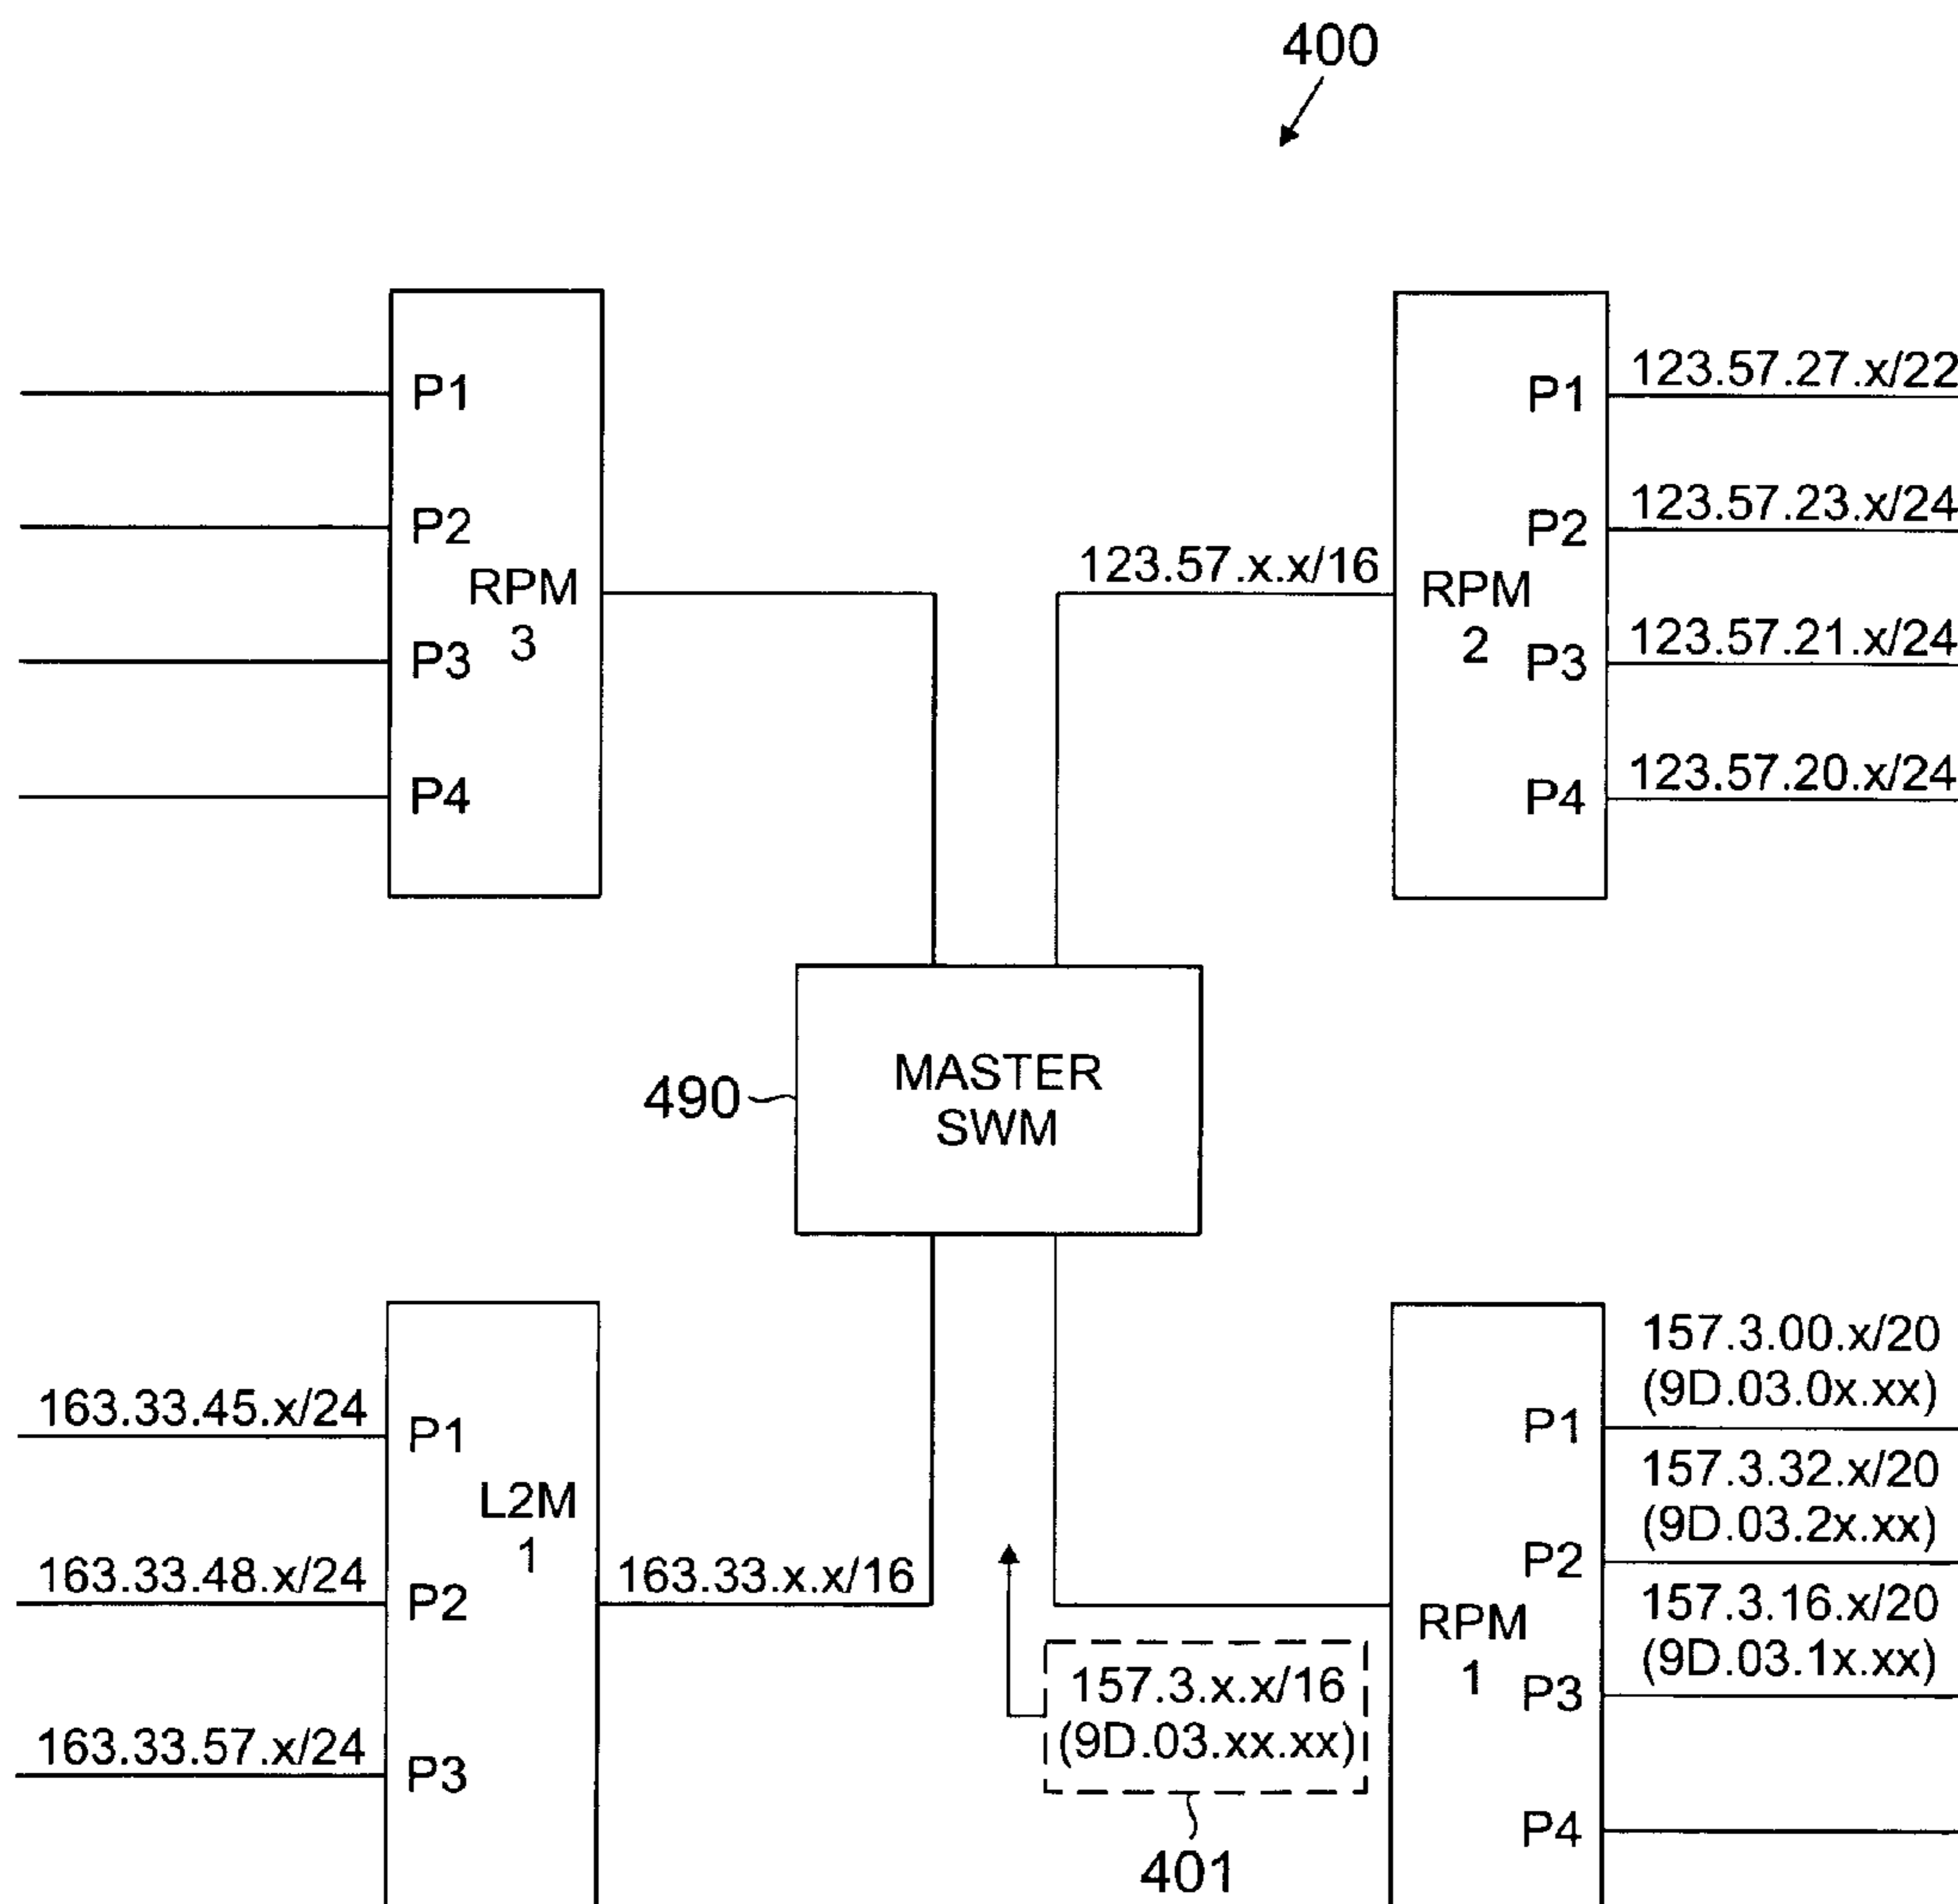 400
P1
P2
RPM
3
P3
P4
123.57.x.x/16
P1
P2
RPM
2
P3
P4
123.57.27.x/22
123.57.23.x/24
123.57.21.x/24
123.57.20.x/24
490
MASTER
SWM
163.33.45.x/24
163.33.48.x/24
163.33.57.x/24
P1
L2M
1
P2
P3
163.33.x.x/16
157.3.x.x/16
(9D.03.xx.xx)
401
P1
P2
RPM
1
P3
P4
157.3.00.x/20
(9D.03.0x.xx)
157.3.32.x/20
(9D.03.2x.xx)
157.3.16.x/20
(9D.03.1x.xx)